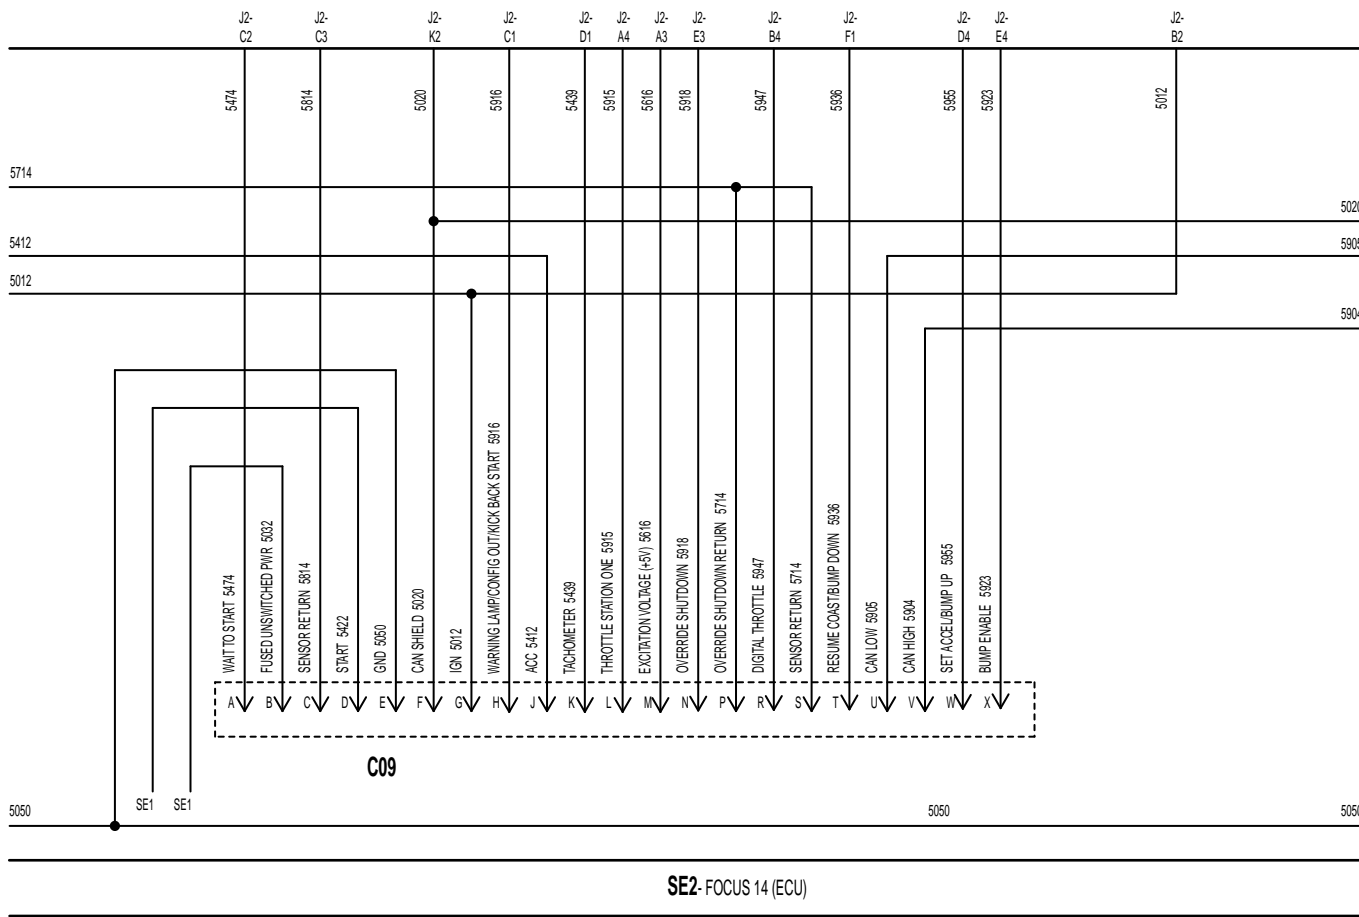 J2-
C2
J2-
C3
J2-
K2
J2-
C1
J2-
D1
J2-
A4
J2-
A3
J2-
E3
J2-
B4
J2-
F1
J2-
D4
J2-
E4
J2-
B2
5474
5814
5020
5916
5439
5915
5616
5918
5947
5936
5955
5923
5012
5714
5020
5412
5905
5012
5904
WAIT TO START 5474
FUSED UNSWITCHED PWR 5032
SENSOR RETURN 5814
START 5422
GND 5050
CAN SHIELD 5020
IGN 5012
WARNING LAMP/CONFIG OUT/KICK BACK START 5916
ACC 5412
TACHOMETER 5439
THROTTLE STATION ONE 5915
EXCITATION VOLTAGE (+5V) 5616
OVERRIDE SHUTDOWN 5918
OVERRIDE SHUTDOWN RETURN 5714
DIGITAL THROTTLE 5947
SENSOR RETURN 5714
RESUME COAST/BUMP DOWN 5936
CAN LOW 5905
CAN HIGH 5904
SET ACCEL/BUMP UP 5955
BUMP ENABLE 5923
A B C D E F G H J K L M N P R S T U V W X
C09
SE1 SE1
5050 5050 5050
SE2- FOCUS 14 (ECU)